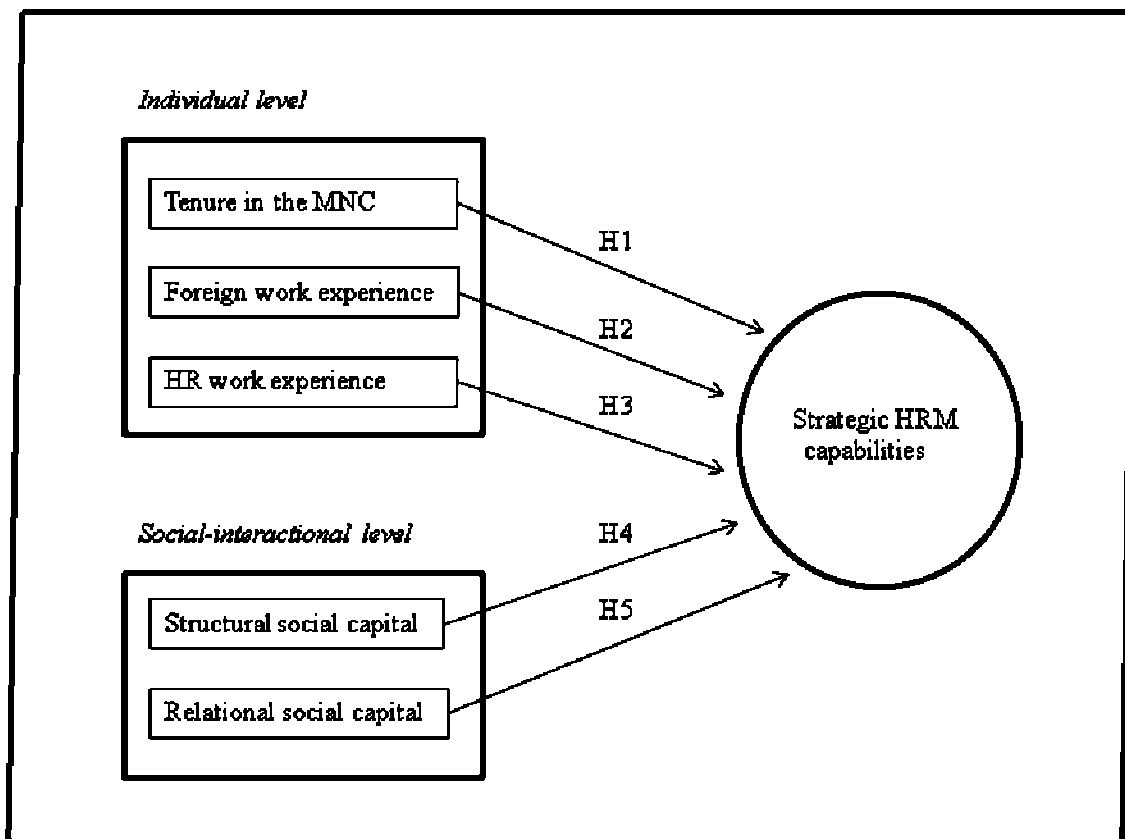 Individual level
Tenure in the MNC
H1
Foreign work experience
H2
HR work experience
H3
Strategic HRM
capabilities
Social-interactional level
H4
Structural social capital
H5
Relational social capital